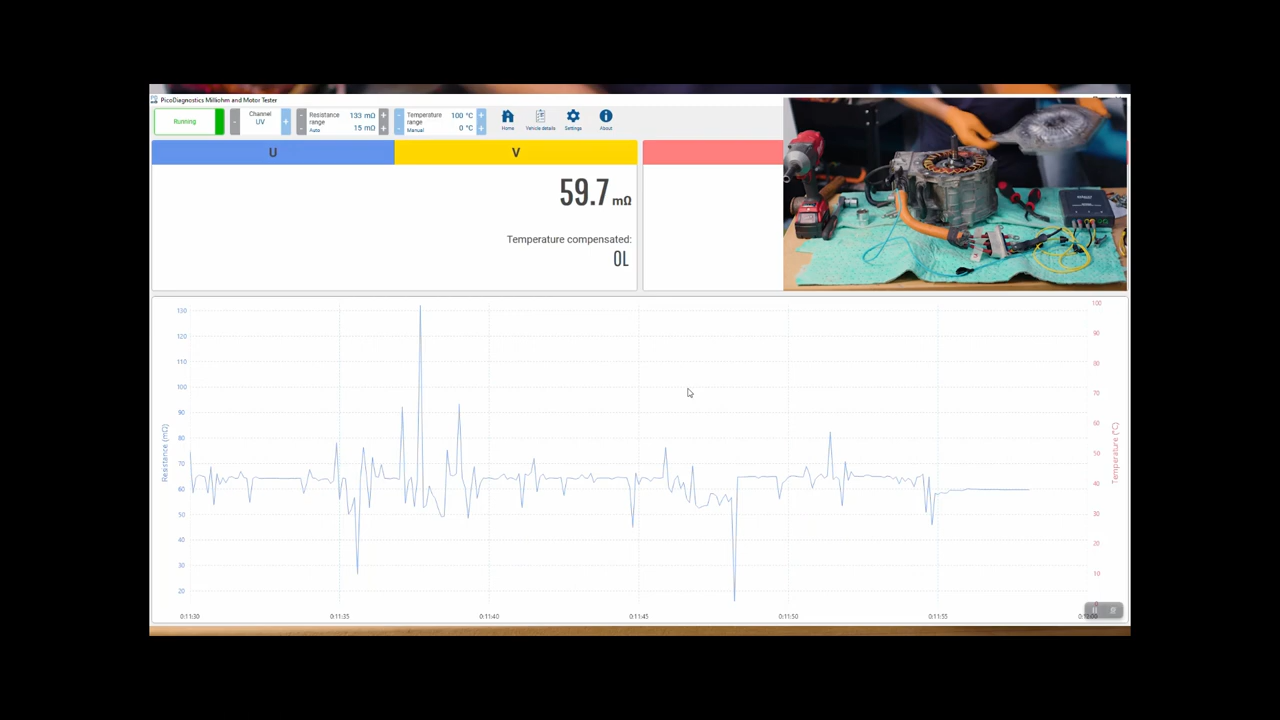 PicoDiagnostics Milliohm and Motor Tester
Running
- Channel UV +
- Resistance range Auto 133 mΩ 15 mΩ +
- Temperature range Manual 100 °C 0 °C +
Home
Vehicle details
Settings
About
U
V
59.7 mΩ
Temperature compensated:
OL
Resistance (mΩ)
130
120
110
100
90
80
70
60
50
40
30
20
100
90
80
70
60
50
40
30
20
10
Temperature (°C)
0:11:30
0:11:35
0:11:40
0:11:45
0:11:50
0:11:55